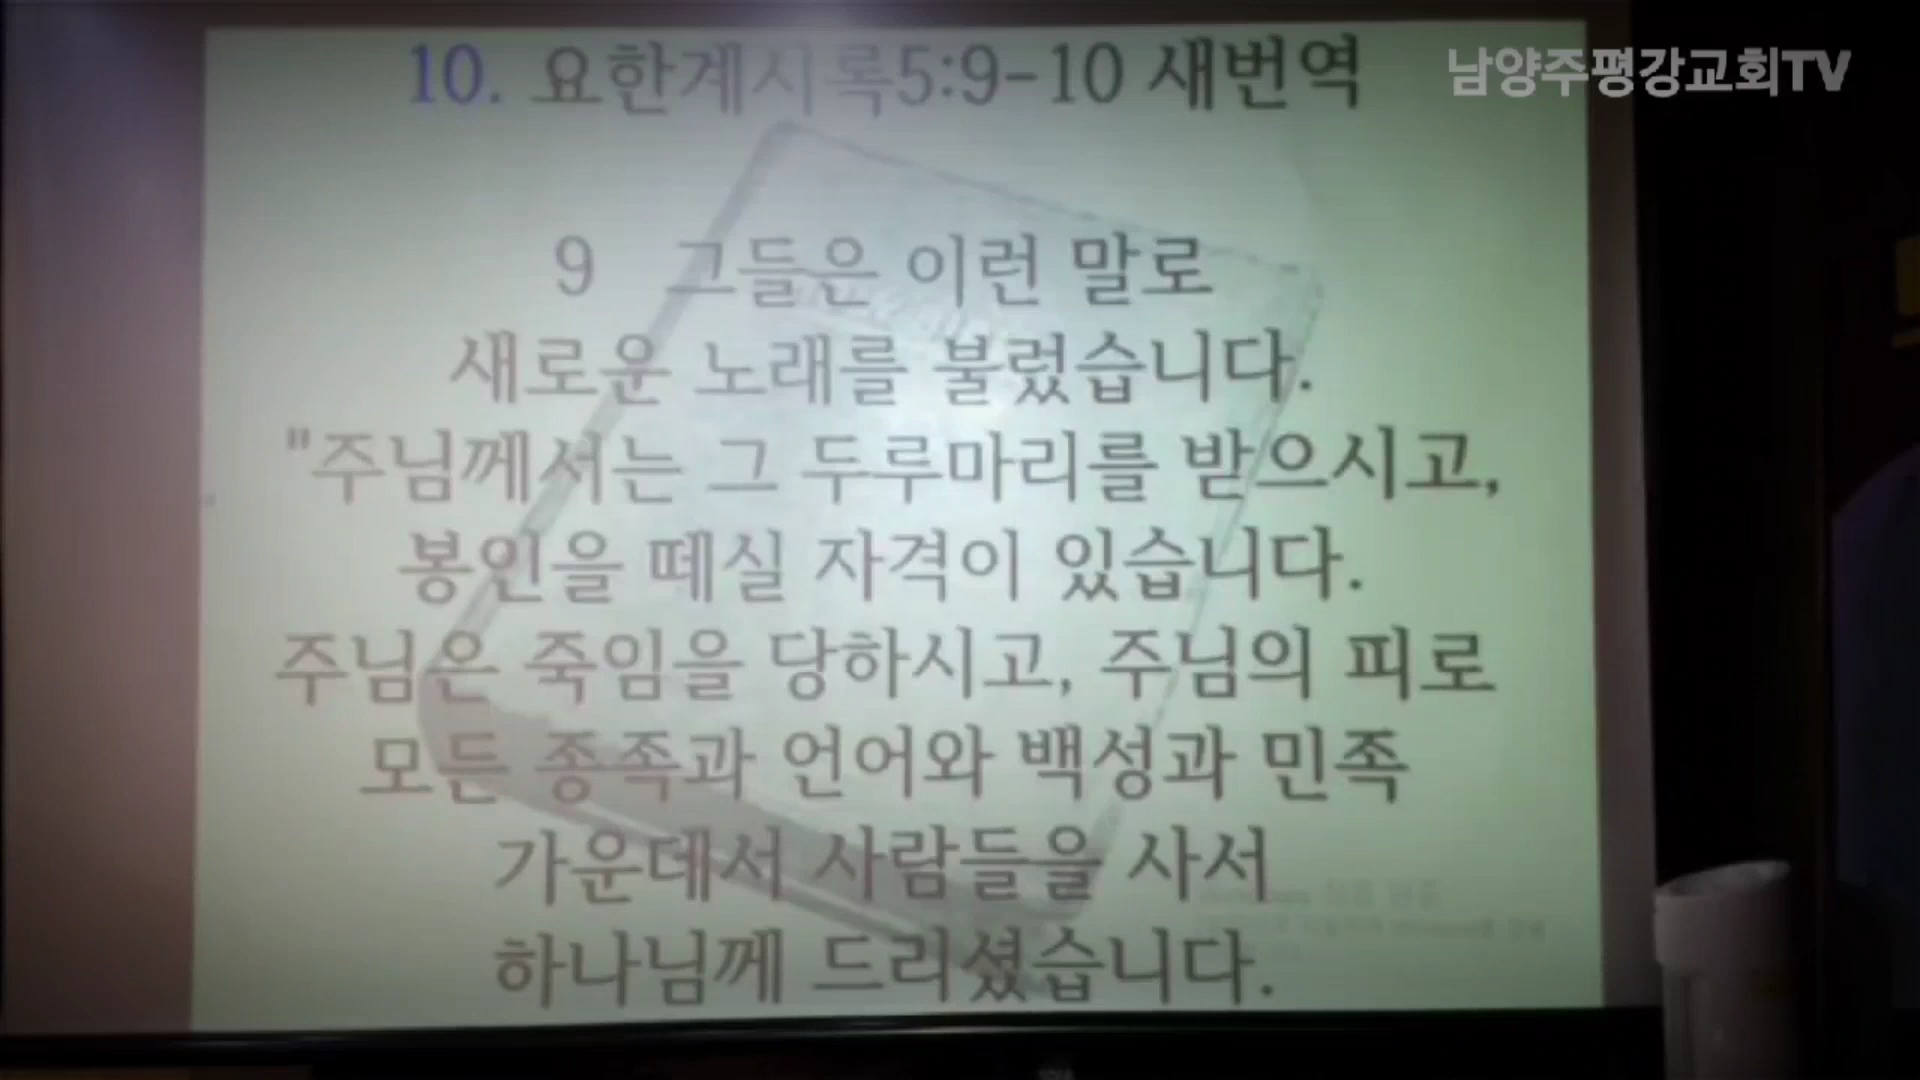 남양주평강교회TV
10. 요한계시록5:9-10 새번역
9 그들은 이런 말로
새로운 노래를 불렀습니다.
"주님께서는 그 두루마리를 받으시고,
봉인을 떼실 자격이 있습니다.
주님은 죽임을 당하시고, 주님의 피로
모든 종족과 언어와 백성과 민족
가운데서 사람들을 사서
하나님께 드리셨습니다.